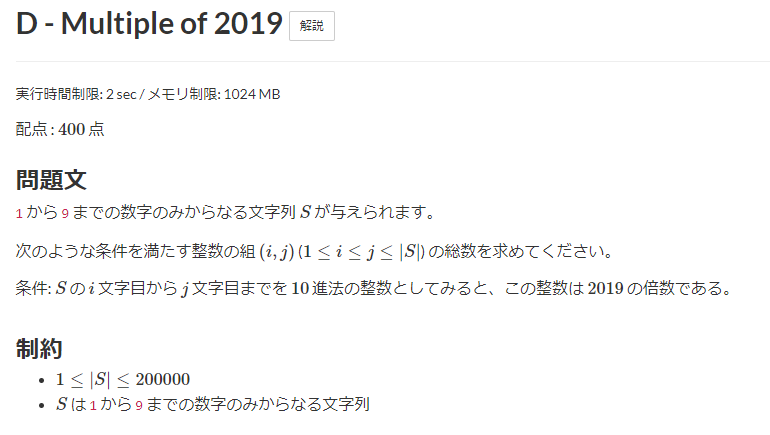 D - Multiple of 2019 解説
実行時間制限: 2 sec / メモリ制限: 1024 MB
配点 : 400 点
問題文
1 から 9 までの数字のみからなる文字列 S が与えられます。
次のような条件を満たす整数の組 (i, j) (1 ≤ i ≤ j ≤ |S|) の総数を求めてください。
条件: S の i 文字目から j 文字目までを 10 進法の整数としてみると、この整数は 2019 の倍数である。
制約
• 1 ≤ |S| ≤ 200000
• S は 1 から 9 までの数字のみからなる文字列